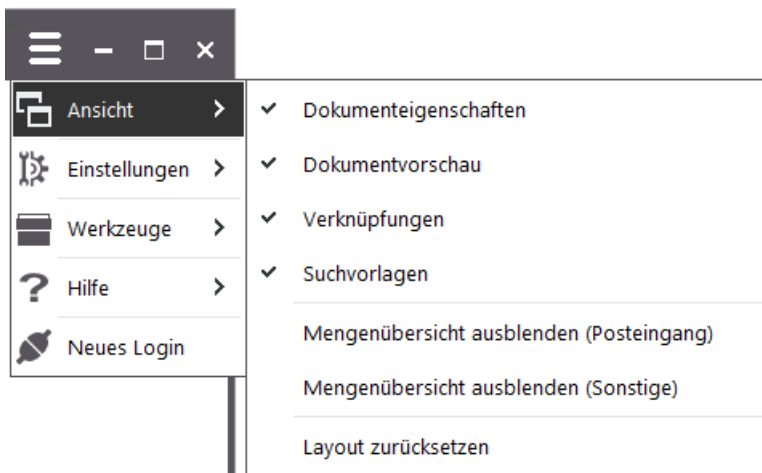 Ansicht
Einstellungen
Werkzeuge
Hilfe
Neues Login
Dokumenteigenschaften
Dokumentvorschau
Verknüpfungen
Suchvorlagen
Mengenübersicht ausblenden (Posteingang)
Mengenübersicht ausblenden (Sonstige)
Layout zurücksetzen